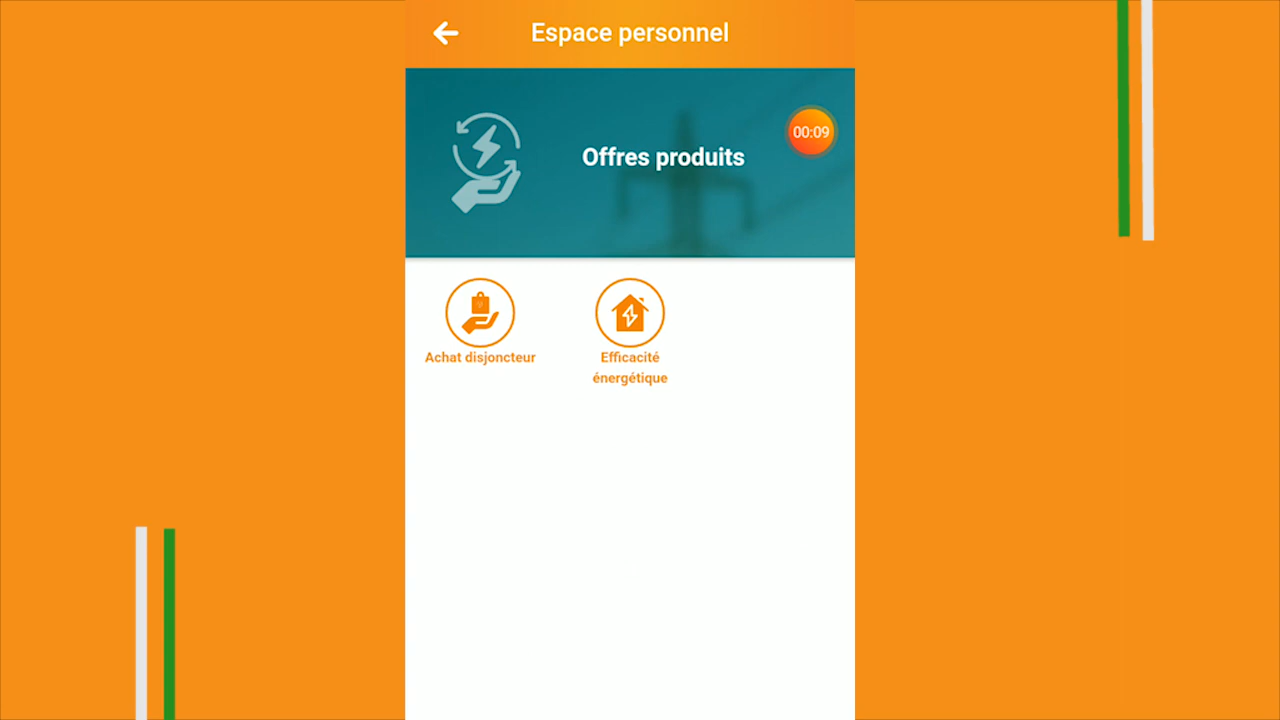 Espace personnel
Offres produits
00:09
Achat disjoncteur
Efficacité
énergétique